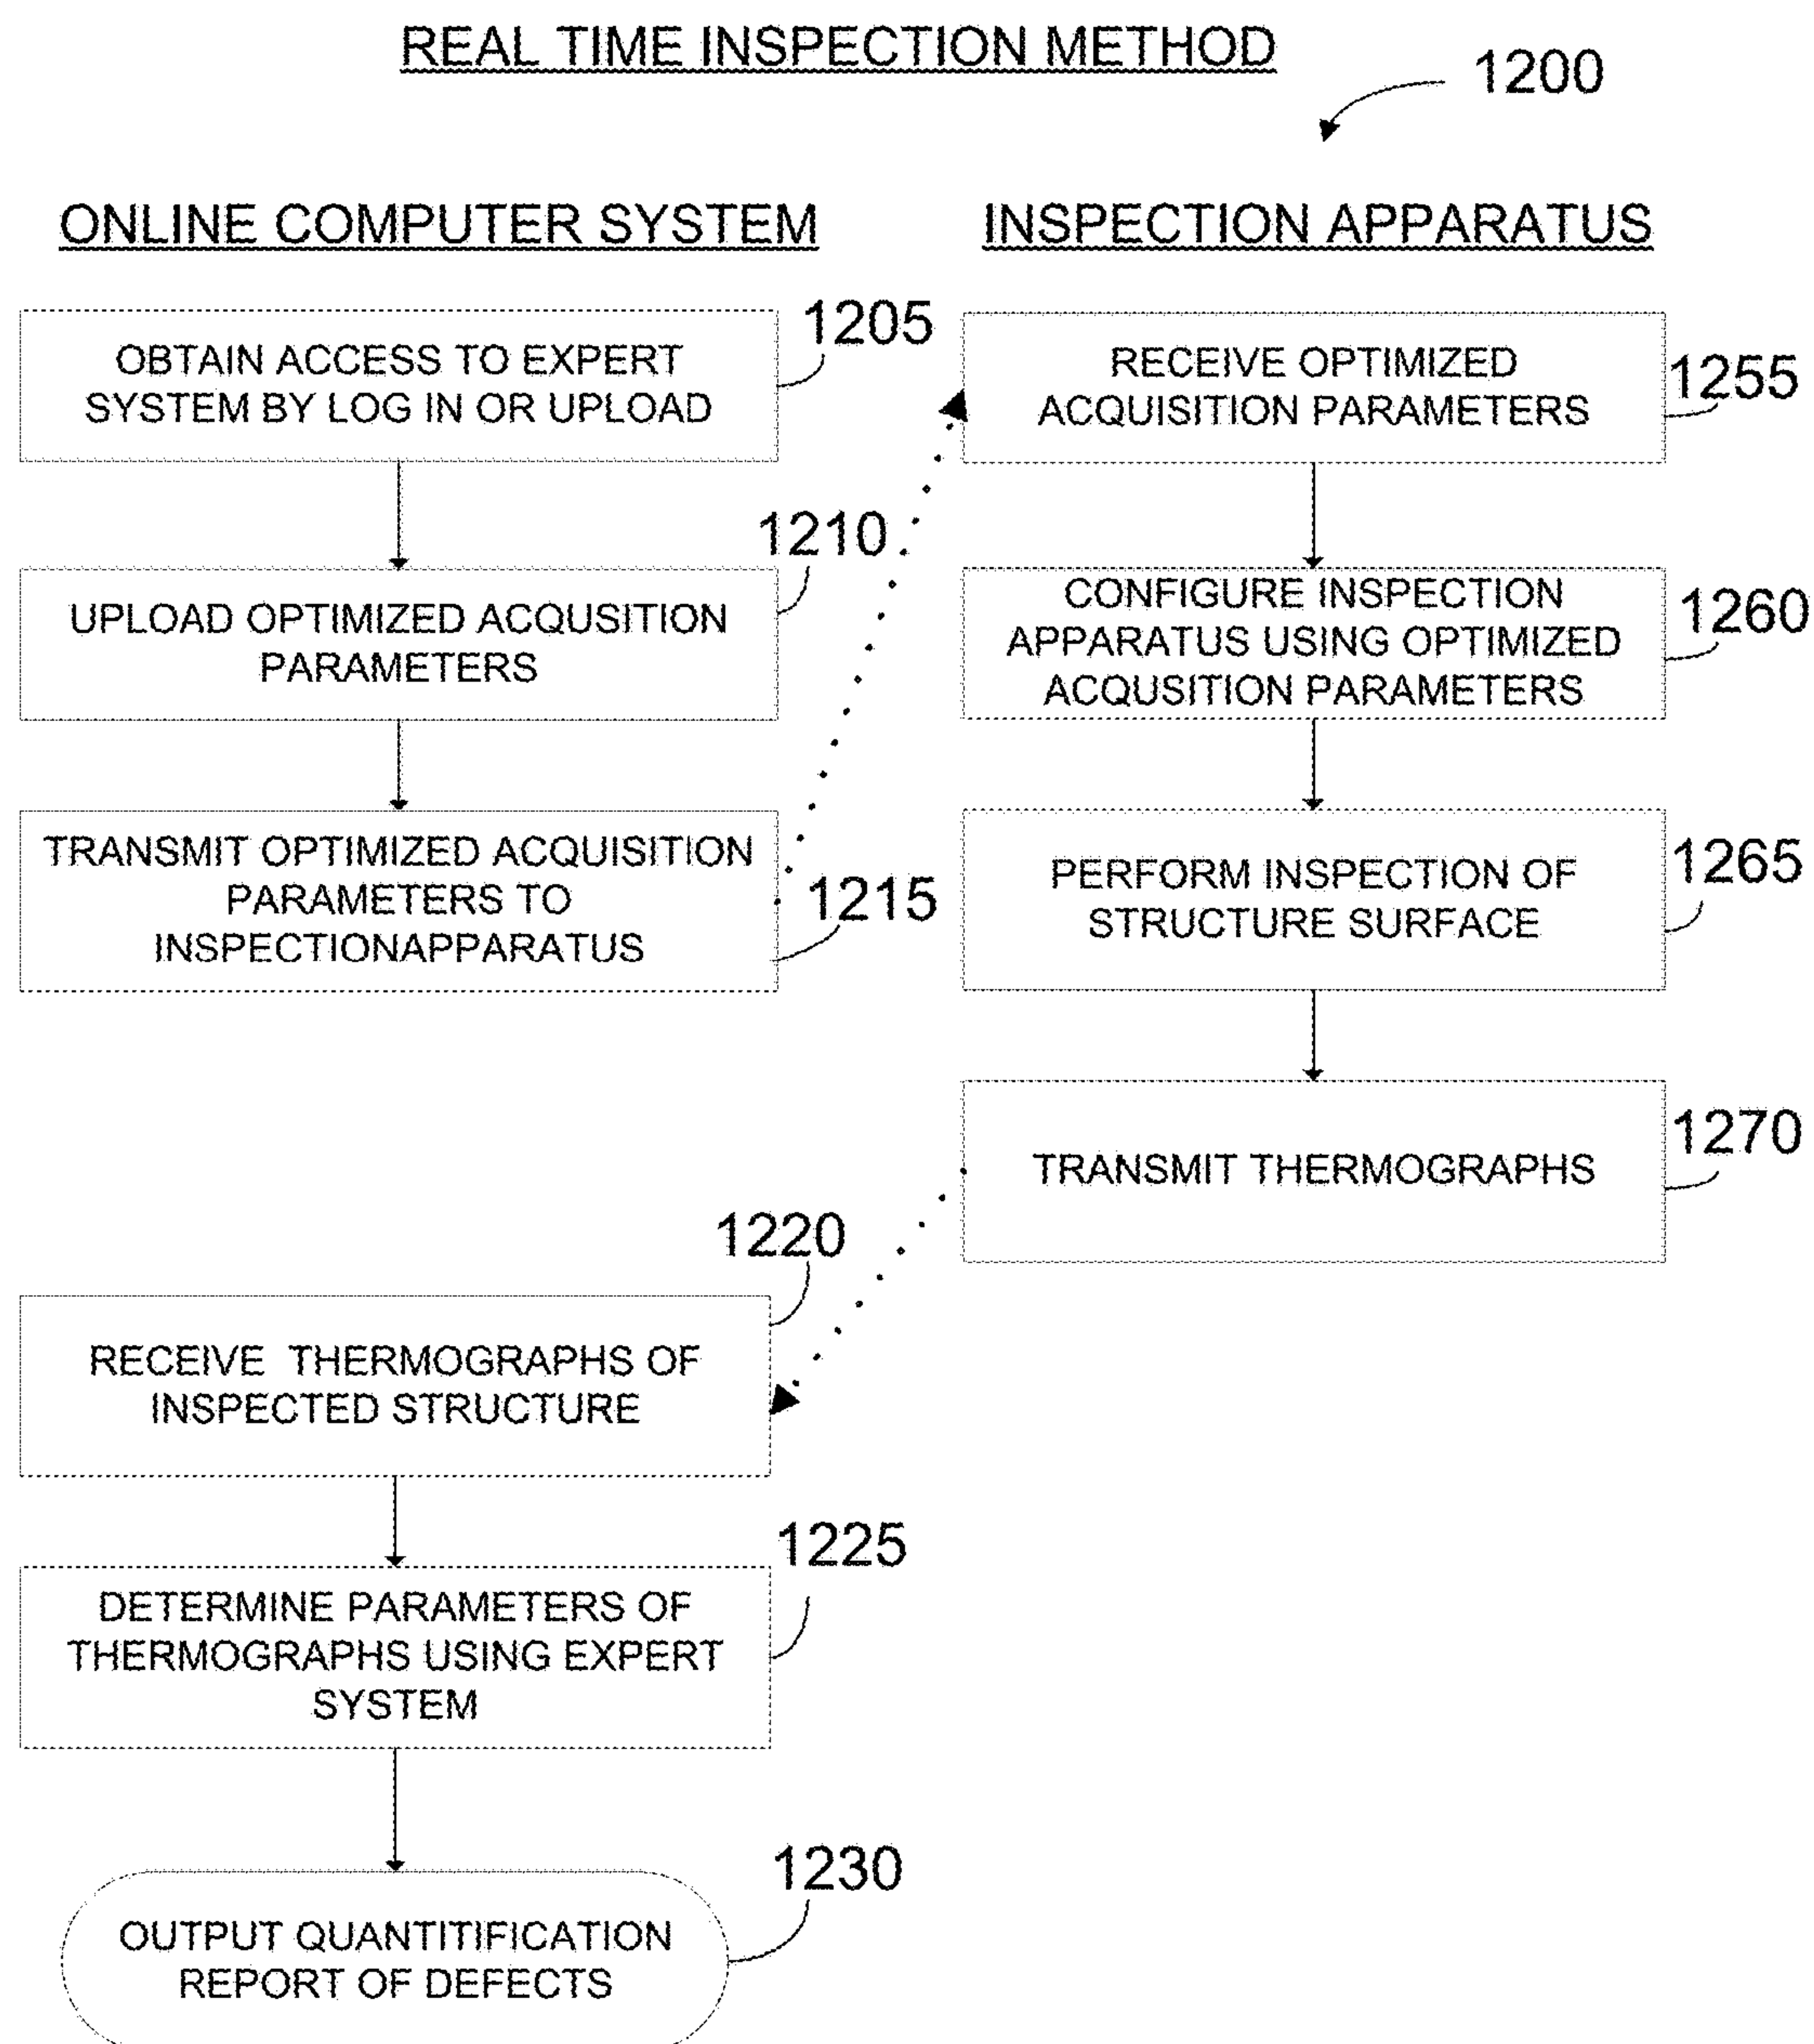 REAL TIME INSPECTION METHOD
1200
ONLINE COMPUTER SYSTEM
INSPECTION APPARATUS
1205
OBTAIN ACCESS TO EXPERT
SYSTEM BY LOG IN OR UPLOAD
1210
UPLOAD OPTIMIZED ACQUSITION
PARAMETERS
TRANSMIT OPTIMIZED ACQUISITION
PARAMETERS TO
INSPECTIONAPPARATUS
1215
RECEIVE OPTIMIZED
ACQUISITION PARAMETERS
1255
CONFIGURE INSPECTION
APPARATUS USING OPTIMIZED
ACQUSITION PARAMETERS
1260
PERFORM INSPECTION OF
STRUCTURE SURFACE
1265
TRANSMIT THERMOGRAPHS
1270
1220
RECEIVE THERMOGRAPHS OF
INSPECTED STRUCTURE
1225
DETERMINE PARAMETERS OF
THERMOGRAPHS USING EXPERT
SYSTEM
1230
OUTPUT QUANTITIFICATION
REPORT OF DEFECTS